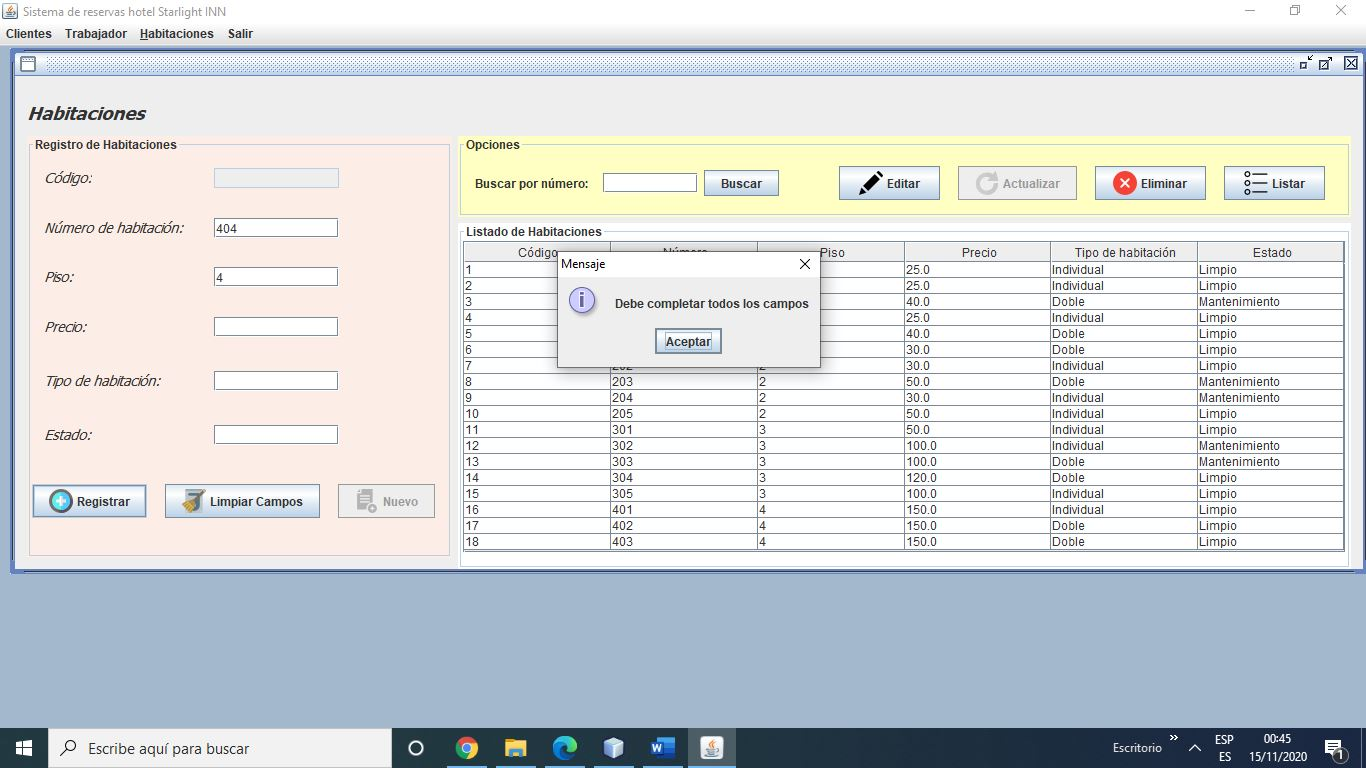 Sistema de reservas hotel Starlight INN
Clientes Trabajador Habitaciones Salir
Habitaciones
Registro de Habitaciones
Código:
Número de habitación: 404
Piso: 4
Precio:
Tipo de habitación:
Estado:
Registrar Limpiar Campos Nuevo
Opciones
Buscar por número: Buscar Editar Actualizar Eliminar Listar
Listado de Habitaciones
Código Piso Precio Tipo de habitación Estado
1 25.0 Individual Limpio
2 25.0 Individual Limpio
3 40.0 Doble Mantenimiento
4 25.0 Individual Limpio
5 40.0 Doble Limpio
6 30.0 Doble Limpio
7 30.0 Individual Limpio
8 203 2 50.0 Doble Mantenimiento
9 204 2 30.0 Individual Mantenimiento
10 205 2 50.0 Individual Limpio
11 301 3 50.0 Individual Limpio
12 302 3 100.0 Individual Mantenimiento
13 303 3 100.0 Doble Mantenimiento
14 304 3 120.0 Doble Limpio
15 305 3 100.0 Individual Limpio
16 401 4 150.0 Individual Limpio
17 402 4 150.0 Doble Limpio
18 403 4 150.0 Doble Limpio
Mensaje
Debe completar todos los campos
Aceptar
Escribe aquí para buscar
Escritorio
ESP
ES
00:45
15/11/2020
1